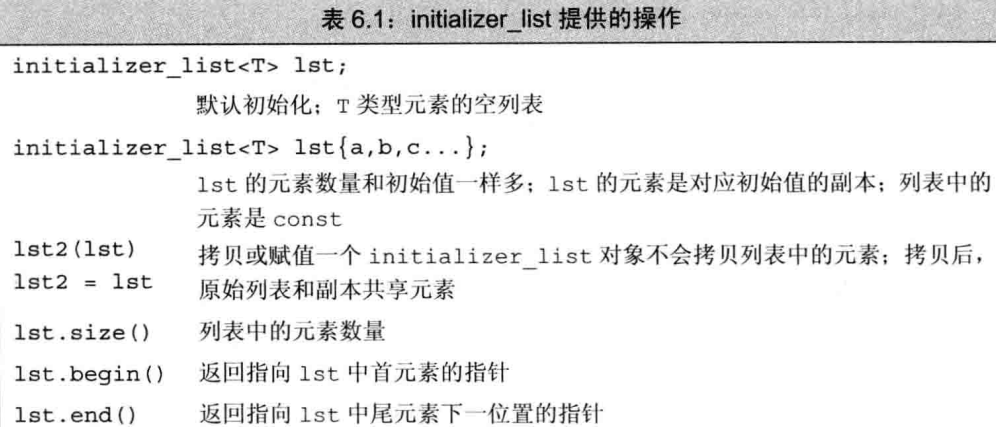 表 6.1：initializer_list 提供的操作
initializer_list<T> lst;
默认初始化；T 类型元素的空列表
initializer_list<T> lst{a,b,c...};
lst 的元素数量和初始值一样多；lst 的元素是对应初始值的副本；列表中的
元素是 const
lst2(lst) 拷贝或赋值一个 initializer_list 对象不会拷贝列表中的元素；拷贝后，
lst2 = lst 原始列表和副本共享元素
lst.size() 列表中的元素数量
lst.begin() 返回指向 lst 中首元素的指针
lst.end() 返回指向 lst 中尾元素下一位置的指针